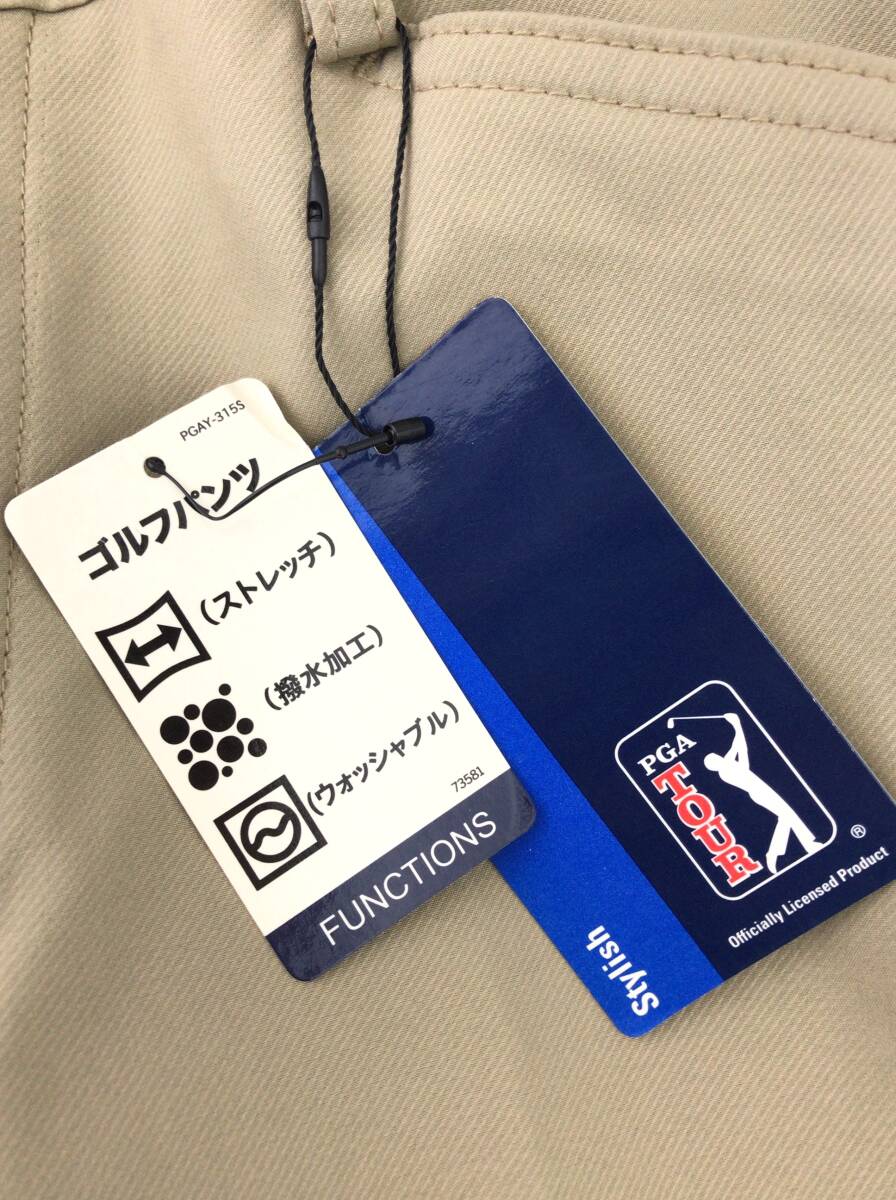 PGAY-315S
ゴルフパンツ
(ストレッチ)
(撥水加工)
(ウオッシャブル)
73581
FUNCTIONS
PGA
TOUR
®
Officially Licensed Product
Stylish